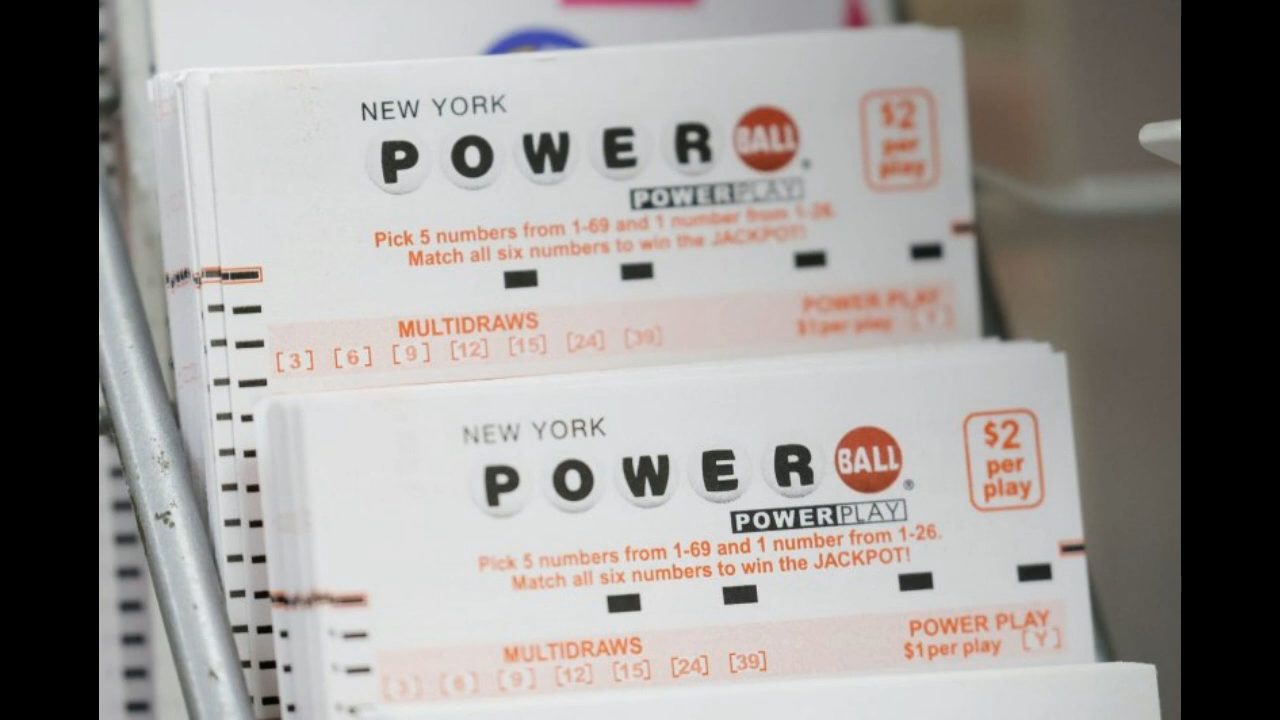 NEW YORK
POWER BALL®
POWERPLAY
$2
per
play
Pick 5 numbers from 1-69 and 1 number from 1-26.
Match all six numbers to win the JACKPOT!
MULTIDRAWS
[3] [6] [9] [12] [15] [24] [39]
POWER PLAY
$1 per play [Y]
NEW YORK
POWER BALL®
POWERPLAY
$2
per
play
Pick 5 numbers from 1-69 and 1 number from 1-26.
Match all six numbers to win the JACKPOT!
MULTIDRAWS
[3] [6] [9] [12] [15] [24] [39]
POWER PLAY
$1 per play [Y]